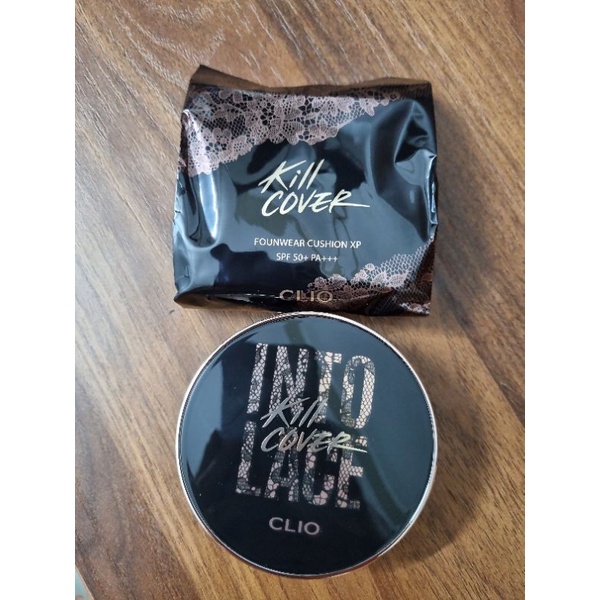 Kill
COVER
FOUNWEAR CUSHION XP
SPF 50+ PA+++
CLIO
INTO
Kill
COVER
LACE
CLIO